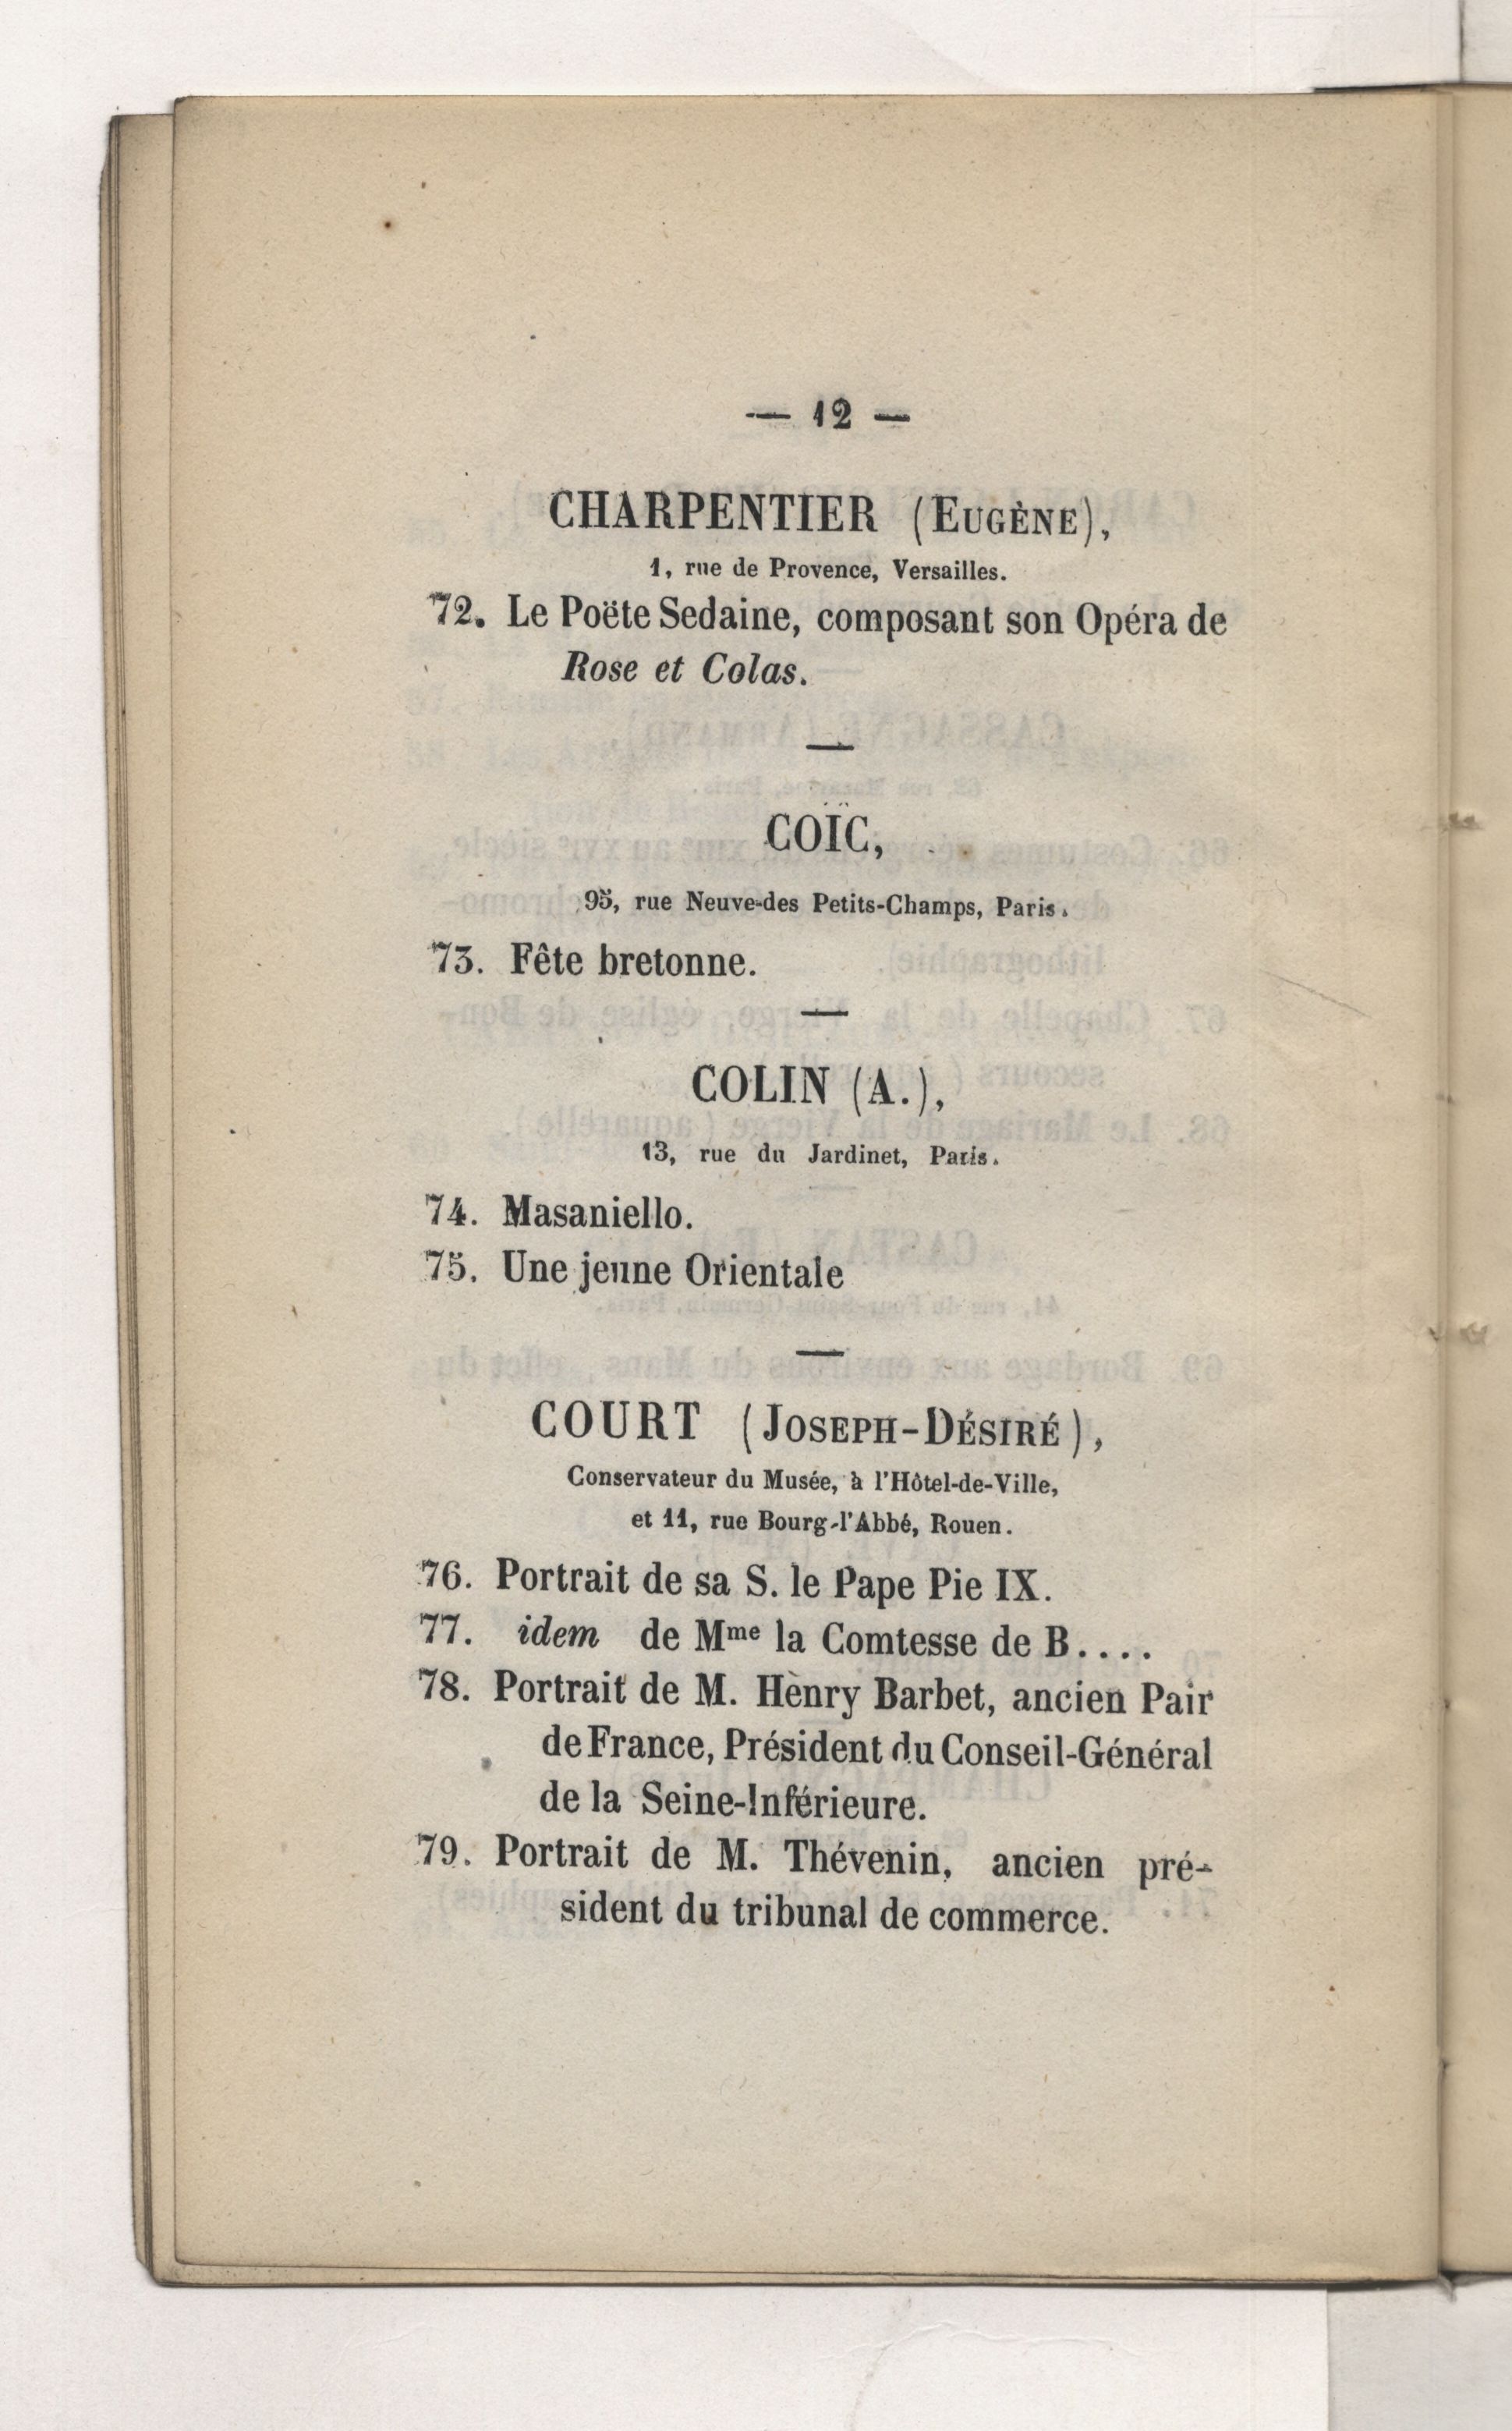 — 12 —
CHARPENTIER (EUGÈNE),
1, rue de Provence, Versailles.
72. Le Poëte Sedaine, composant son Opéra de
Rose et Colas.
COÏC,
95, rue Neuve-des Petits-Champs, Paris.
73. Fête bretonne.
COLIN (A.),
13, rue du Jardinet, Paris.
74. Masaniello.
75. Une jeune Orientale
COURT (JOSEPH-DÉSIRÉ),
Conservateur du Musée, à l'Hôtel-de-Ville,
et 11, rue Bourg-l'Abbé, Rouen.
76. Portrait de sa S. le Pape Pie IX.
77. idem de Mme la Comtesse de B....
78. Portrait de M. Henry Barbet, ancien Pair
de France, Président du Conseil-Général
de la Seine-Inférieure.
79. Portrait de M. Thévenin, ancien pré-
sident du tribunal de commerce.